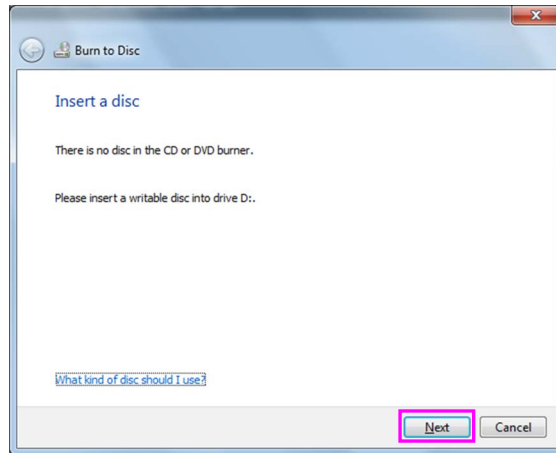 Burn to Disc
Insert a disc
There is no disc in the CD or DVD burner.
Please insert a writable disc into drive D:.
What kind of disc should I use?
Next Cancel